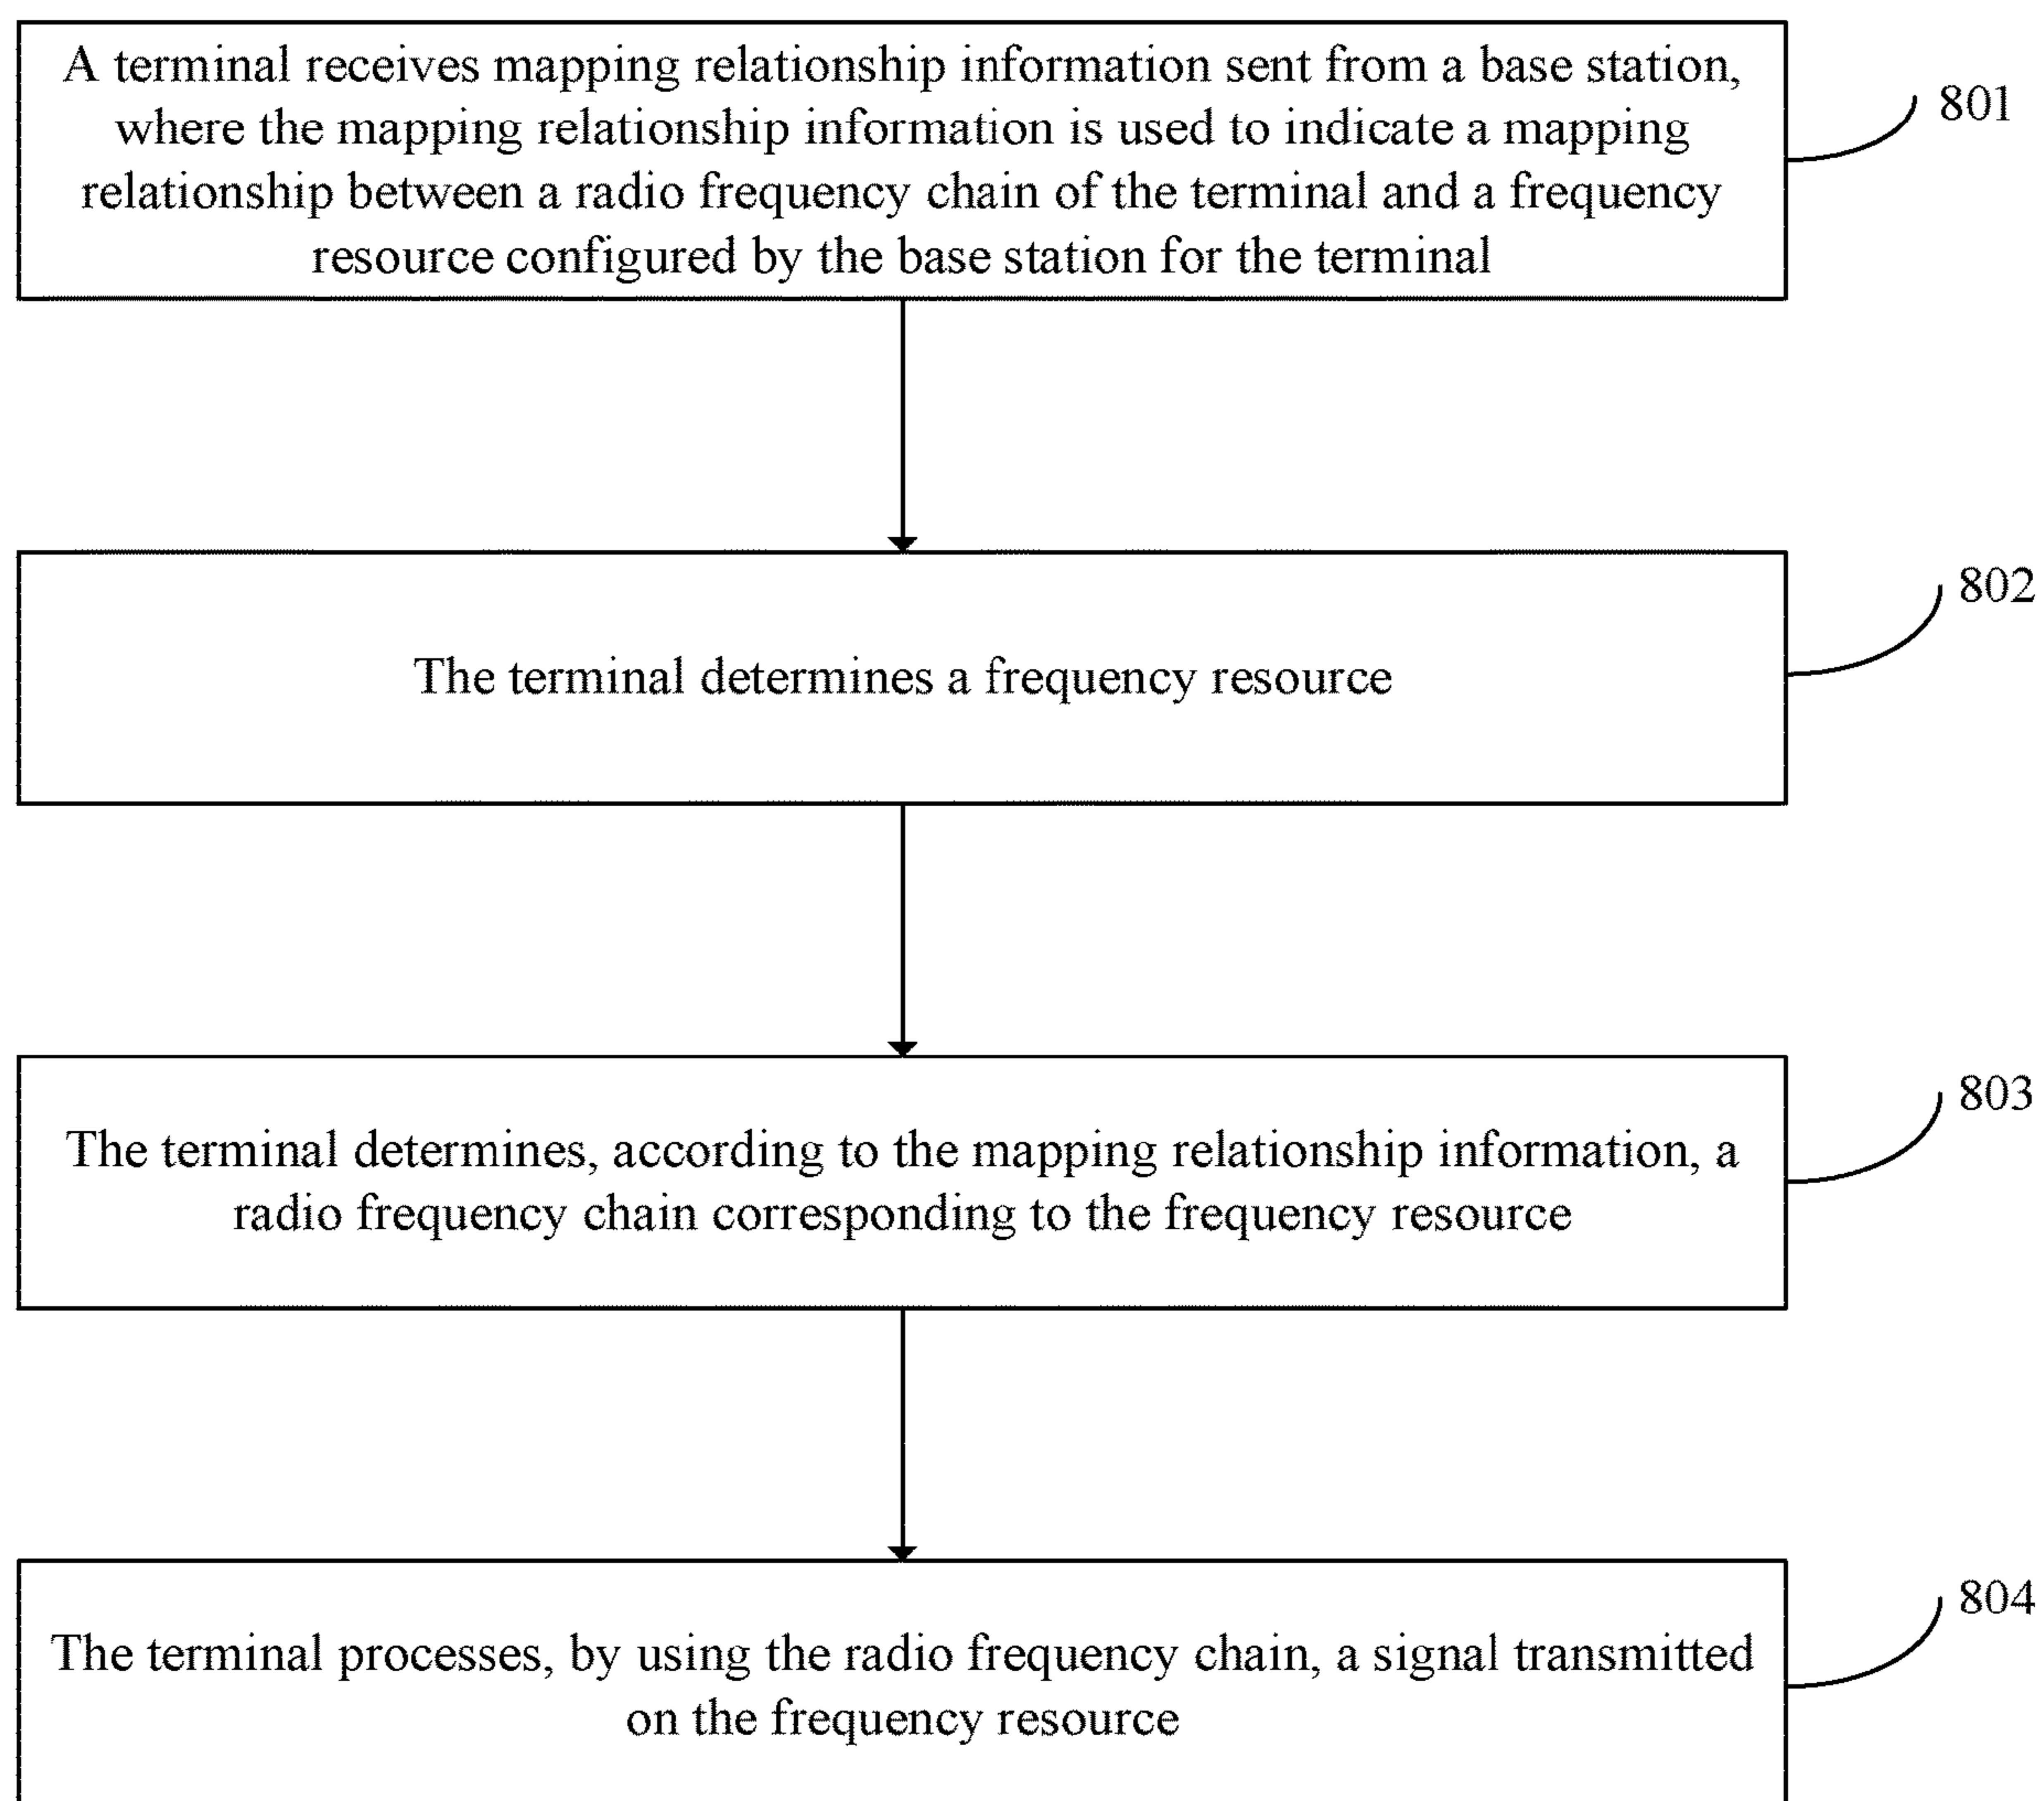 A terminal receives mapping relationship information sent from a base station,
where the mapping relationship information is used to indicate a mapping
relationship between a radio frequency chain of the terminal and a frequency
resource configured by the base station for the terminal
801
The terminal determines a frequency resource
802
The terminal determines, according to the mapping relationship information, a
radio frequency chain corresponding to the frequency resource
803
The terminal processes, by using the radio frequency chain, a signal transmitted
on the frequency resource
804